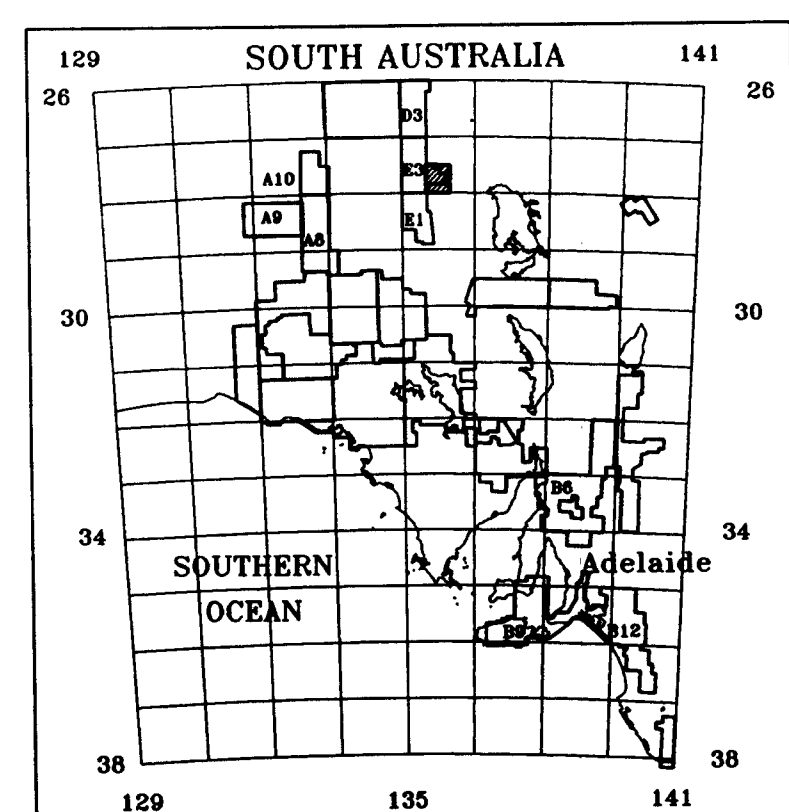 129 SOUTH AUSTRALIA 141
26 26
D3
E3
A10
A9
E1
A8
30 30
B6
34 34
SOUTHERN Adelaide
OCEAN
B12
38 38
129 135 141